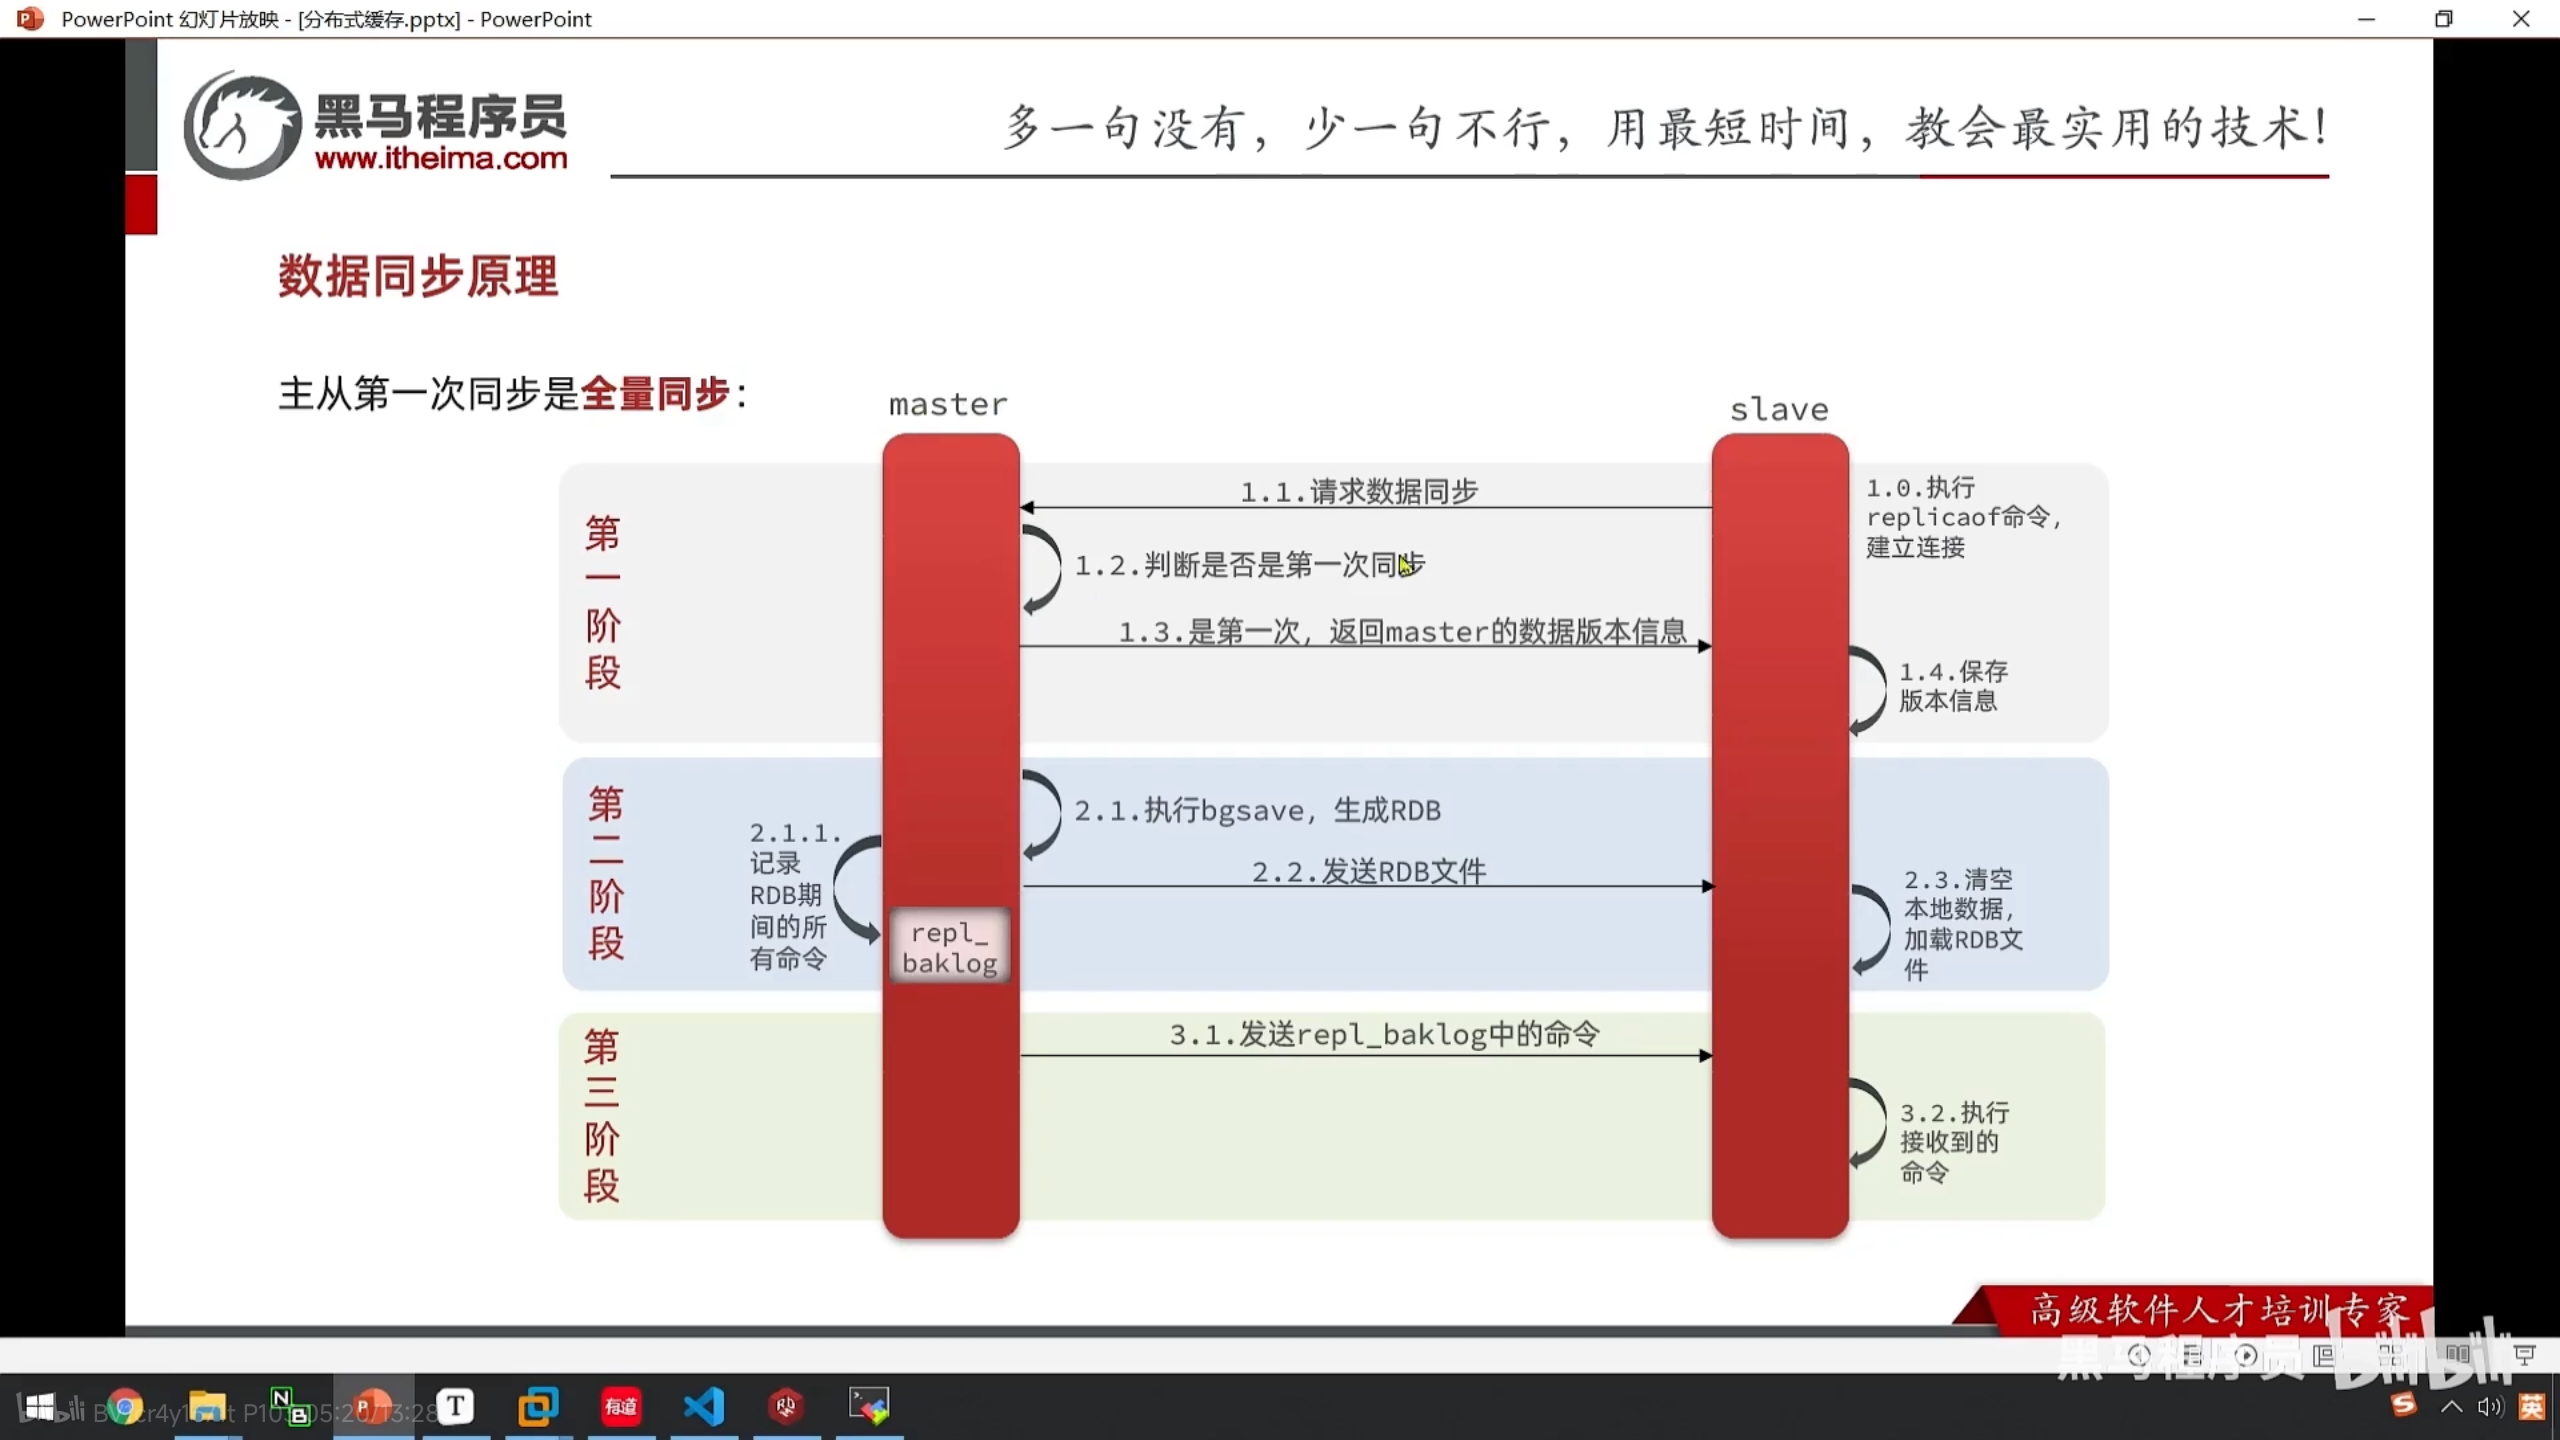 PowerPoint 幻灯片放映 - [分布式缓存.pptx] - PowerPoint
黑马程序员
www.itheima.com
多一句没有，少一句不行，用最短时间，教会最实用的技术！
数据同步原理
主从第一次同步是全量同步：
master
slave
第一阶段
1.0.执行
replicaof命令，
建立连接
1.1.请求数据同步
1.2.判断是否是第一次同步
1.3.是第一次，返回master的数据版本信息
1.4.保存
版本信息
第二阶段
2.1.执行bgsave，生成RDB
2.1.1.
记录
RDB期
间的所
有命令
repl_
baklog
2.2.发送RDB文件
2.3.清空
本地数据，
加载RDB文
件
第三阶段
3.1.发送repl_baklog中的命令
3.2.执行
接收到的
命令
高级软件人才培训专家
黑马程序员 bilibili
T
有道
英